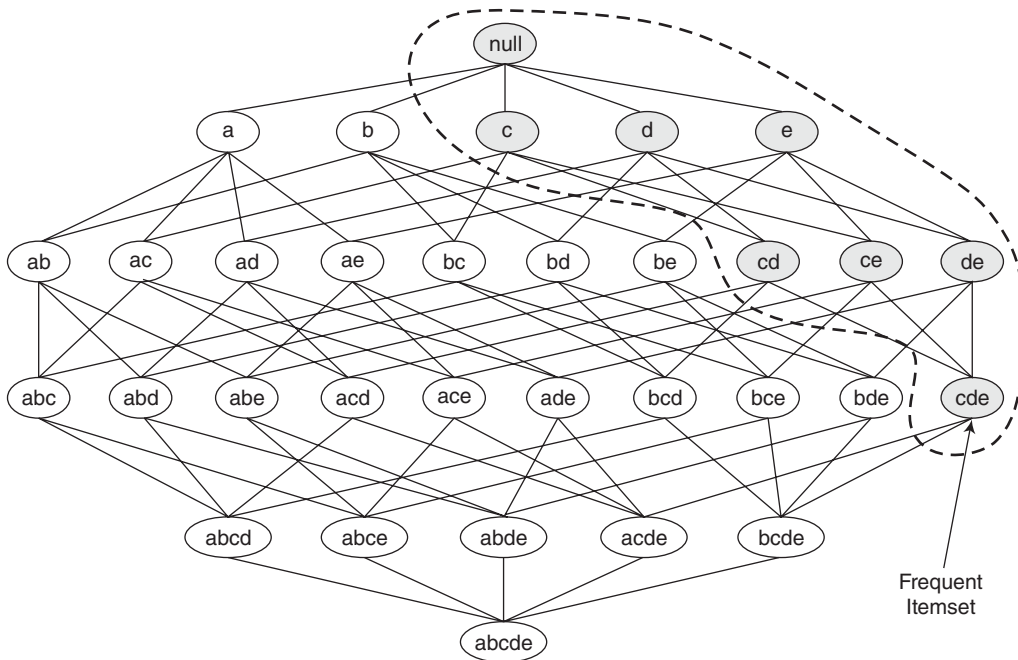 null
a b c d e
ab ac ad ae bc bd be cd ce de
abc abd abe acd ace ade bcd bce bde cde
abcd abce abde acde bcde
Frequent
Itemset
abcde